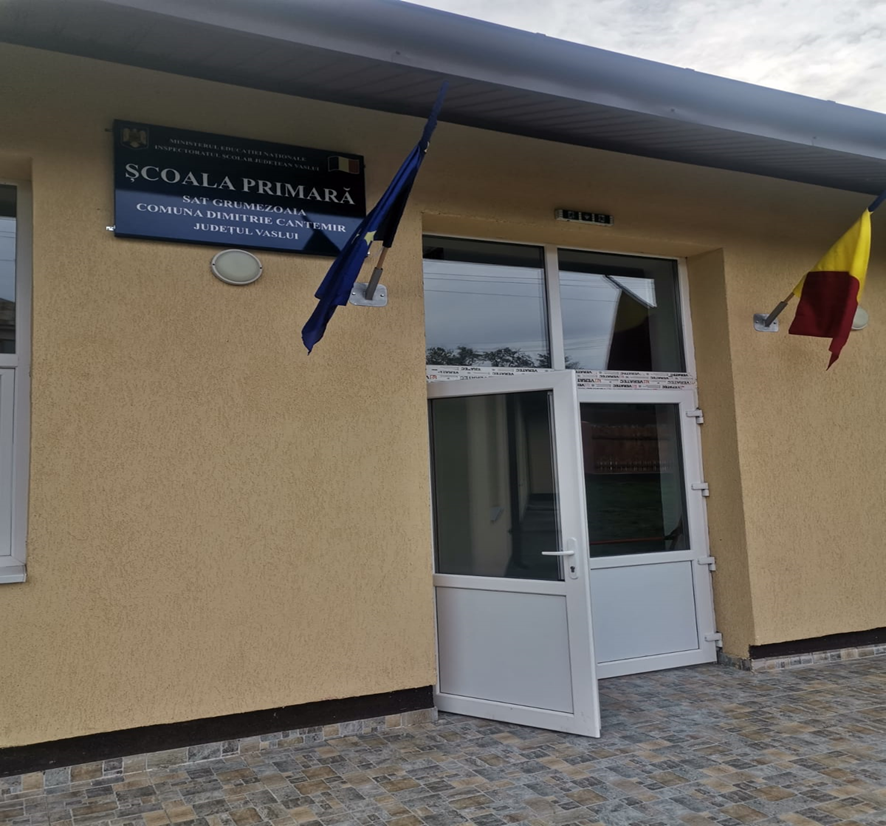 MINISTERUL EDUCAȚIEI NAȚIONALE
INSPECTORATUL ȘCOLAR JUDEȚEAN VASLUI
ȘCOALA PRIMARĂ
SAT GRUMEZOAIA
COMUNA DIMITRIE CANTEMIR
JUDEȚUL VASLUI